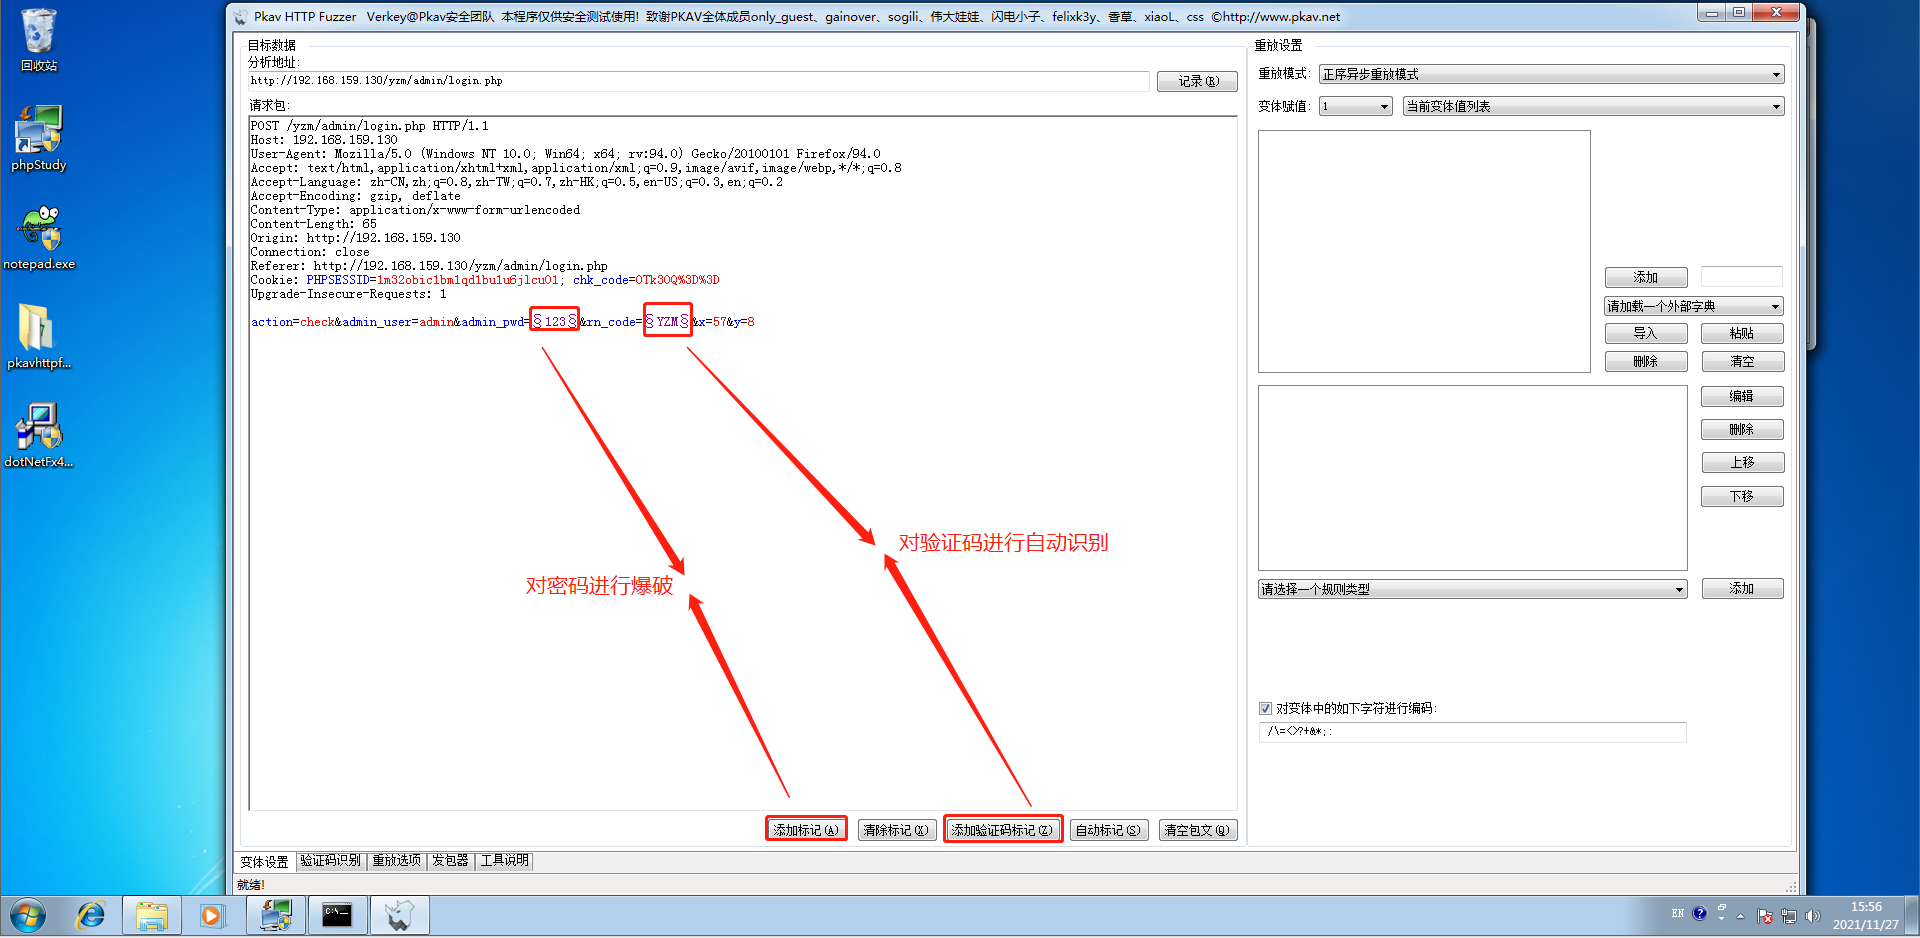 Pkav HTTP Fuzzer   Verkey@Pkav安全团队  本程序仅供安全测试使用!  致谢PKAV全体成员only_guest、gainover、sogili、伟大娃娃、闪电小子、felixk3y、香草、xiaoL、css  ©http://www.pkav.net
回收站
phpStudy
notepad.exe
pkavhttpf...
dotNetFx4...
目标数据
分析地址:
http://192.168.159.130/yzm/admin/login.php
记录(R)
请求包:
POST /yzm/admin/login.php HTTP/1.1
Host: 192.168.159.130
User-Agent: Mozilla/5.0 (Windows NT 10.0; Win64; x64; rv:94.0) Gecko/20100101 Firefox/94.0
Accept: text/html,application/xhtml+xml,application/xml;q=0.9,image/avif,image/webp,*/*;q=0.8
Accept-Language: zh-CN,zh;q=0.8,zh-TW;q=0.7,zh-HK;q=0.5,en-US;q=0.3,en;q=0.2
Accept-Encoding: gzip, deflate
Content-Type: application/x-www-form-urlencoded
Content-Length: 65
Origin: http://192.168.159.130
Connection: close
Referer: http://192.168.159.130/yzm/admin/login.php
Cookie: PHPSESSID=1m32obic1bm1qd1bu1u6jlcu01; chk_code=OTk3OQ%3D%3D
Upgrade-Insecure-Requests: 1
action=check&admin_user=admin&admin_pwd=§123§&rn_code=§YZM§&x=57&y=8
对验证码进行自动识别
对密码进行爆破
添加标记(A)
清除标记(X)
添加验证码标记(Z)
自动标记(S)
清空包文(Q)
变体设置
验证码识别
重放选项
发包器
工具说明
就绪!
重放设置
重放模式:
正序异步重放模式
变体赋值:
1
当前变体值列表
添加
请加载一个外部字典
导入
粘贴
删除
清空
编辑
删除
上移
下移
请选择一个规则类型
添加
对变体中的如下字符进行编码:
/\=<>?+&*;:
C:\
EN
15:56
2021/11/27